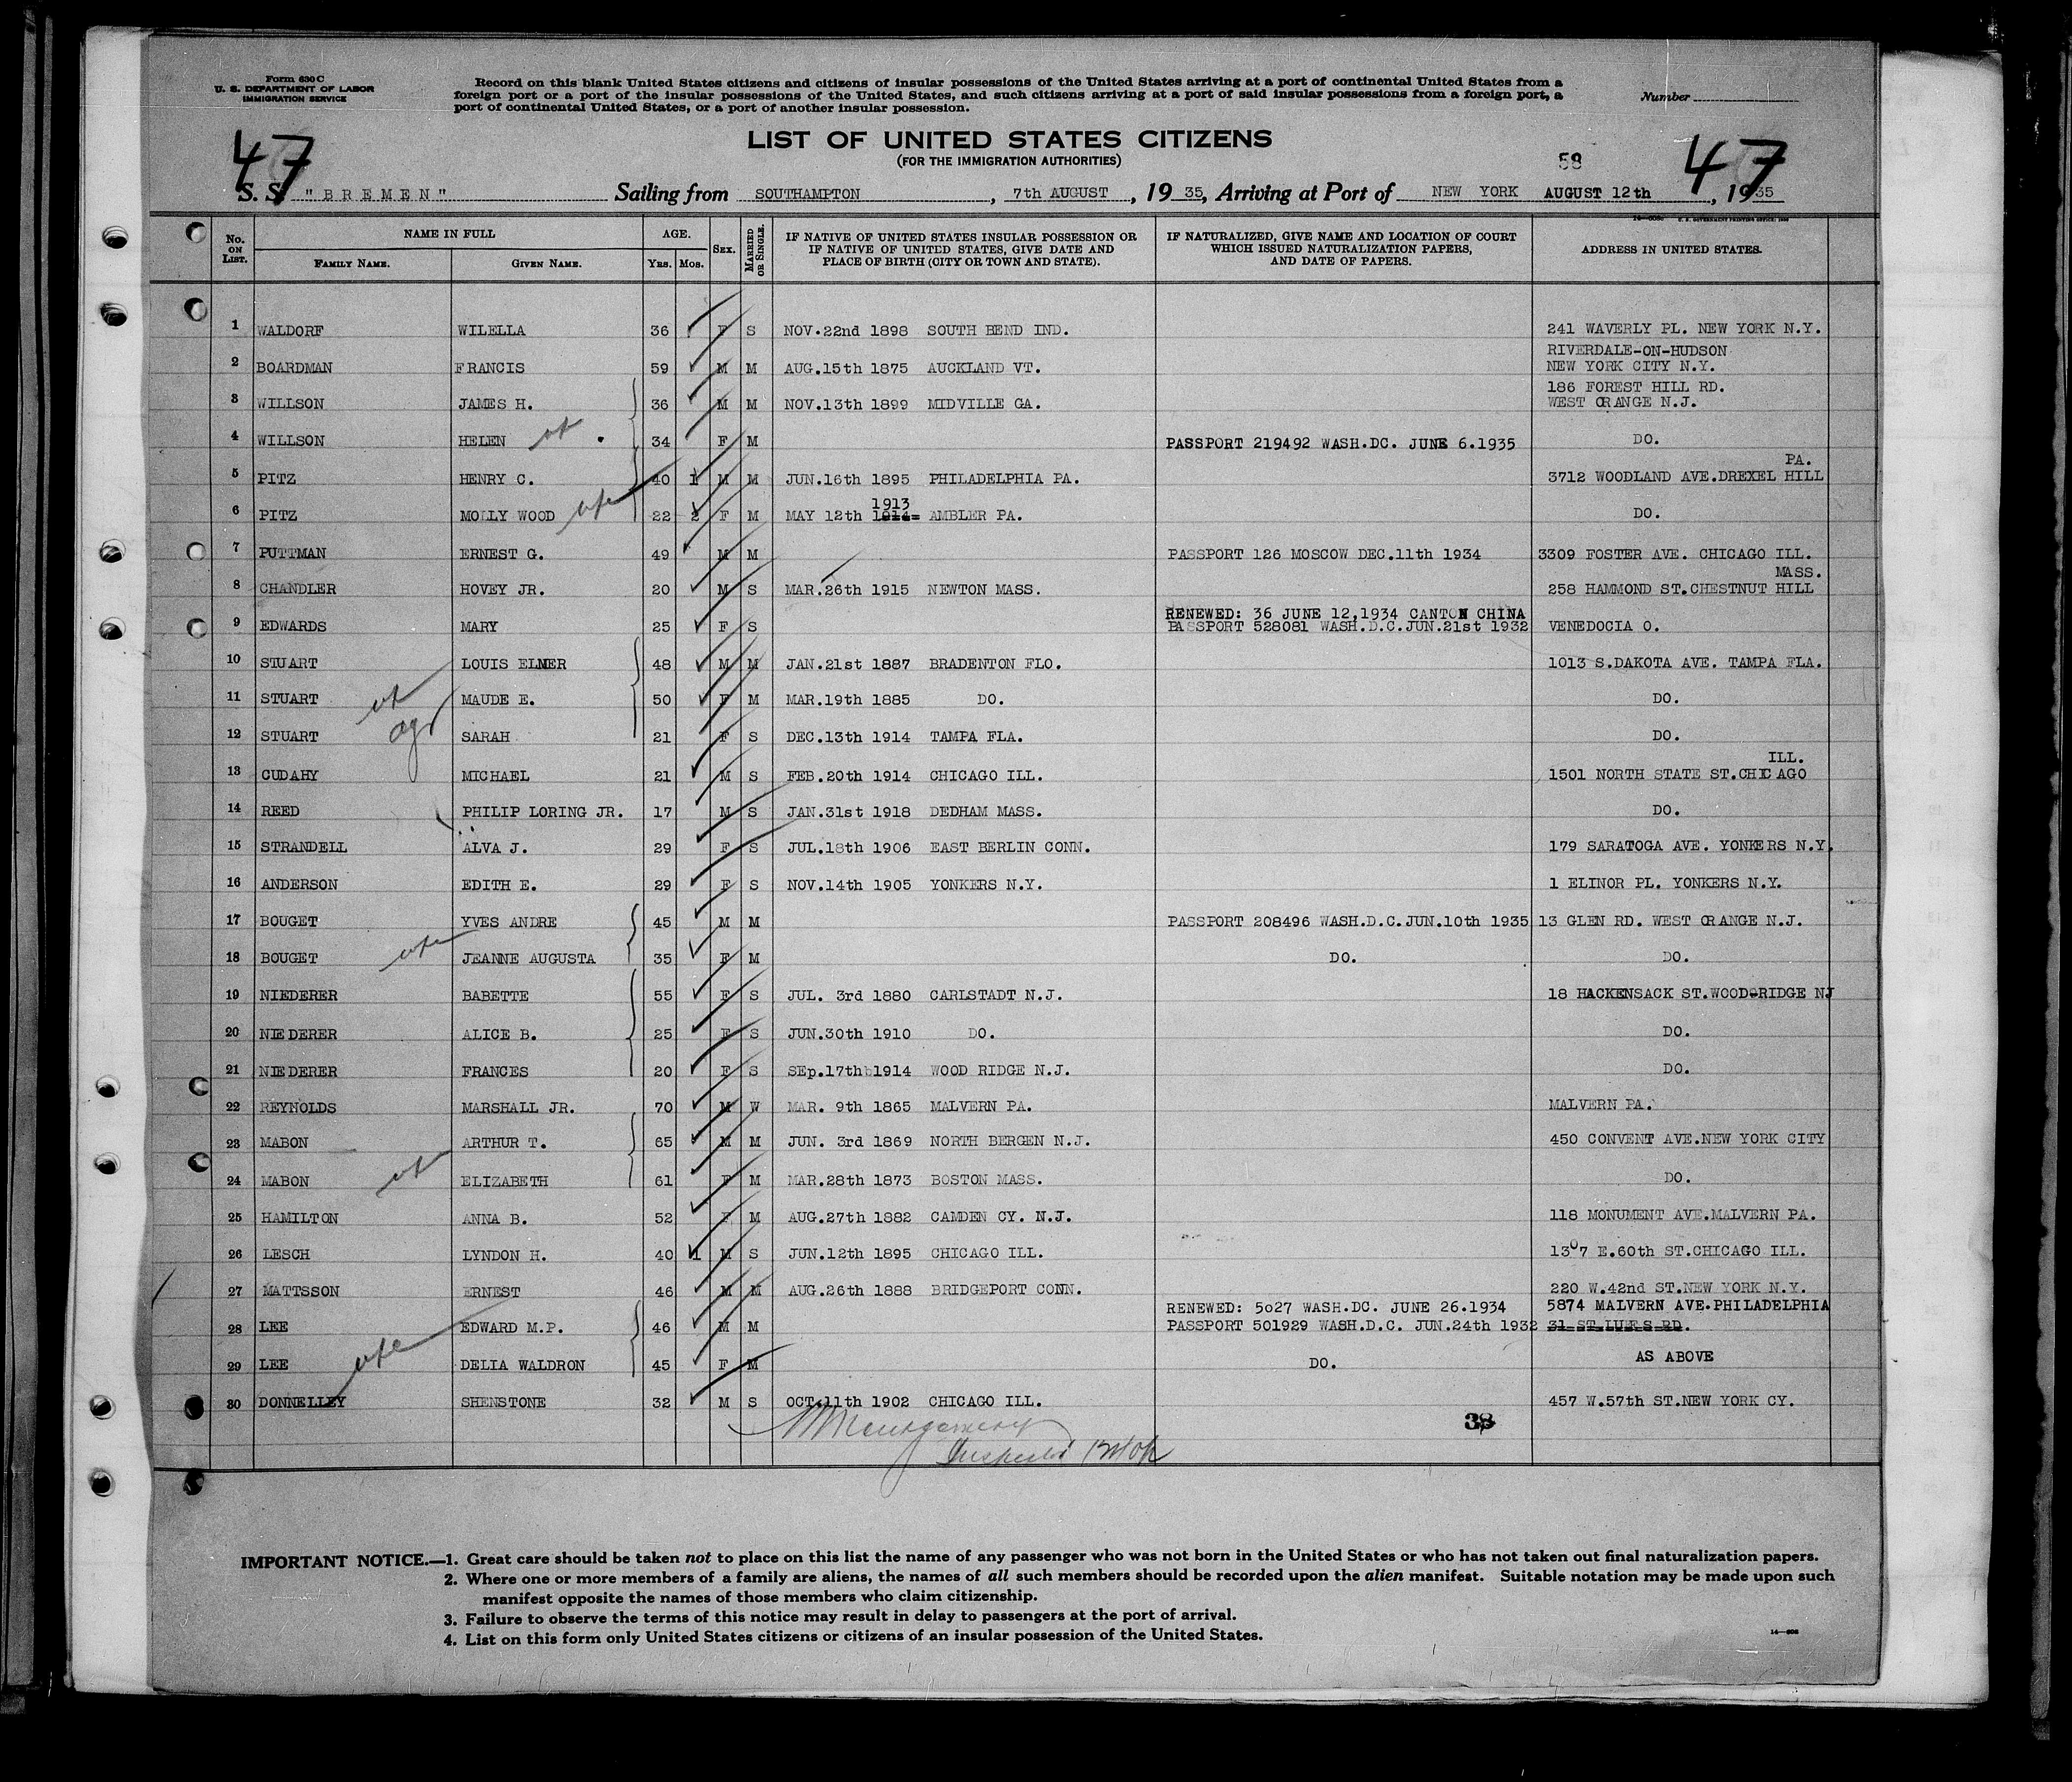 Form 630 C
U. S. DEPARTMENT OF LABOR
IMMIGRATION SERVICE
Record on this blank United States citizens and citizens of insular possessions of the United States arriving at a port of continental United States from a
foreign port or a port of the insular possessions of the United States, and such citizens arriving at a port of said insular possessions from a foreign port, a
port of continental United States, or a port of another insular possession.
Number
LIST OF UNITED STATES CITIZENS
(FOR THE IMMIGRATION AUTHORITIES)
47 58 47
S. S. "BREMEN" Sailing from SOUTHAMPTON, 7th AUGUST, 1935, Arriving at Port of NEW YORK AUGUST 12th, 1935
No. ON LIST. NAME IN FULL AGE. SEX. MARRIED OR SINGLE. IF NATIVE OF UNITED STATES INSULAR POSSESSION OR IF NATIVE OF UNITED STATES, GIVE DATE AND PLACE OF BIRTH (CITY OR TOWN AND STATE). IF NATURALIZED, GIVE NAME AND LOCATION OF COURT WHICH ISSUED NATURALIZATION PAPERS, AND DATE OF PAPERS. ADDRESS IN UNITED STATES.
FAMILY NAME. GIVEN NAME. YRS. MOS.
1 WALDORF WILELLA 36 F S NOV.22nd 1898 SOUTH BEND IND. 241 WAVERLY PL. NEW YORK N.Y.
RIVERDALE-ON-HUDSON
2 BOARDMAN FRANCIS 59 M M AUG.15th 1875 AUCKLAND VT. NEW YORK CITY N.Y.
186 FOREST HILL RD.
3 WILLSON JAMES H. 36 M M NOV.13th 1899 MIDVILLE GA. WEST ORANGE N.J.
4 WILLSON HELEN 34 F M PASSPORT 219492 WASH.DC. JUNE 6.1935 DO.
PA.
5 PITZ HENRY C. 40 1 M M JUN.16th 1895 PHILADELPHIA PA. 3712 WOODLAND AVE.DREXEL HILL
1913
6 PITZ MOLLY WOOD wife 22 2 F M MAY 12th 1914 AMBLER PA. DO.
7 PUTTMAN ERNEST G. 49 M M PASSPORT 126 MOSCOW DEC.11th 1934 3309 FOSTER AVE. CHICAGO ILL.
MASS.
8 CHANDLER HOVEY JR. 20 M S MAR.26th 1915 NEWTON MASS. 258 HAMMOND ST.CHESTNUT HILL
RENEWED: 36 JUNE 12,1934 CANTON CHINA
9 EDWARDS MARY 25 F S PASSPORT 528081 WASH.D.C.JUN.21st 1932 VENEDOCIA O.
10 STUART LOUIS ELMER 48 M M JAN.21st 1887 BRADENTON FLO. 1013 S.DAKOTA AVE. TAMPA FLA.
11 STUART MAUDE E. 50 F M MAR.19th 1885 DO. DO.
12 STUART SARAH 21 F S DEC.13th 1914 TAMPA FLA. DO.
ILL.
13 CUDAHY MICHAEL 21 M S FEB.20th 1914 CHICAGO ILL. 1501 NORTH STATE ST.CHICAGO
14 REED PHILIP LORING JR. 17 M S JAN.31st 1918 DEDHAM MASS. DO.
15 STRANDELL ALVA J. 29 F S JUL.18th 1906 EAST BERLIN CONN. 179 SARATOGA AVE. YONKERS N.Y.
16 ANDERSON EDITH E. 29 F S NOV.14th 1905 YONKERS N.Y. 1 ELINOR PL. YONKERS N.Y.
17 BOUGET YVES ANDRE 45 M M PASSPORT 208496 WASH.D.C.JUN.10th 1935 13 GLEN RD. WEST ORANGE N.J.
18 BOUGET wife JEANNE AUGUSTA 35 F M DO. DO.
19 NIEDERER BABETTE 55 F S JUL. 3rd 1880 CARLSTADT N.J. 18 HACKENSACK ST.WOOD-RIDGE NJ
20 NIEDERER ALICE B. 25 F S JUN.30th 1910 DO. DO.
21 NIEDERER FRANCES 20 F S SEp.17th 1914 WOOD RIDGE N.J. DO.
22 REYNOLDS MARSHALL JR. 70 M W MAR. 9th 1865 MALVERN PA. MALVERN PA.
23 MABON ARTHUR T. 65 M M JUN. 3rd 1869 NORTH BERGEN N.J. 450 CONVENT AVE.NEW YORK CITY
24 MABON ELIZABETH 61 F M MAR.28th 1873 BOSTON MASS. DO.
25 HAMILTON ANNA B. 52 F M AUG.27th 1882 CAMDEN CY. N.J. 118 MONUMENT AVE.MALVERN PA.
26 LESCH LYNDON H. 40 1 M S JUN.12th 1895 CHICAGO ILL. 1307 E.60th ST.CHICAGO ILL.
27 MATTSSON ERNEST 46 M M AUG.26th 1888 BRIDGEPORT CONN. 220 W.42nd ST.NEW YORK N.Y.
RENEWED: 5o27 WASH.DC. JUNE 26.1934 5874 MALVERN AVE.PHILADELPHIA
28 LEE EDWARD M.P. 46 M M PASSPORT 501929 WASH.D.C. JUN.24th 1932 31 ST.LUKES RD.
29 LEE wife DELIA WALDRON 45 F M DO. AS ABOVE
30 DONNELLEY SHENSTONE 32 M S OCT.11th 1902 CHICAGO ILL. 457 W.57th ST.NEW YORK CY.
Montgomery 38
IMPORTANT NOTICE.—1. Great care should be taken not to place on this list the name of any passenger who was not born in the United States or who has not taken out final naturalization papers.
2. Where one or more members of a family are aliens, the names of all such members should be recorded upon the alien manifest. Suitable notation may be made upon such
manifest opposite the names of those members who claim citizenship.
3. Failure to observe the terms of this notice may result in delay to passengers at the port of arrival.
4. List on this form only United States citizens or citizens of an insular possession of the United States.